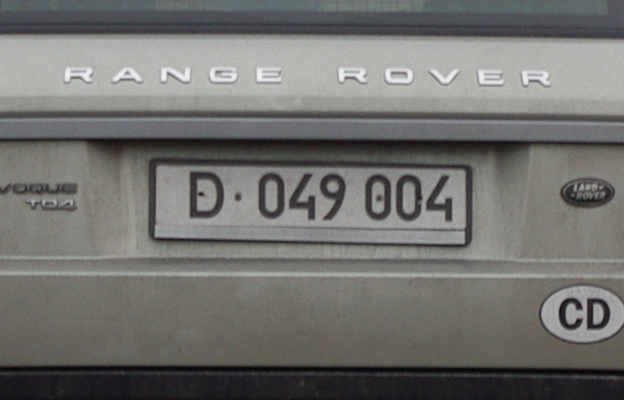 RANGE ROVER
VOGUE
TD4
D·049 004
LAND ROVER
CD